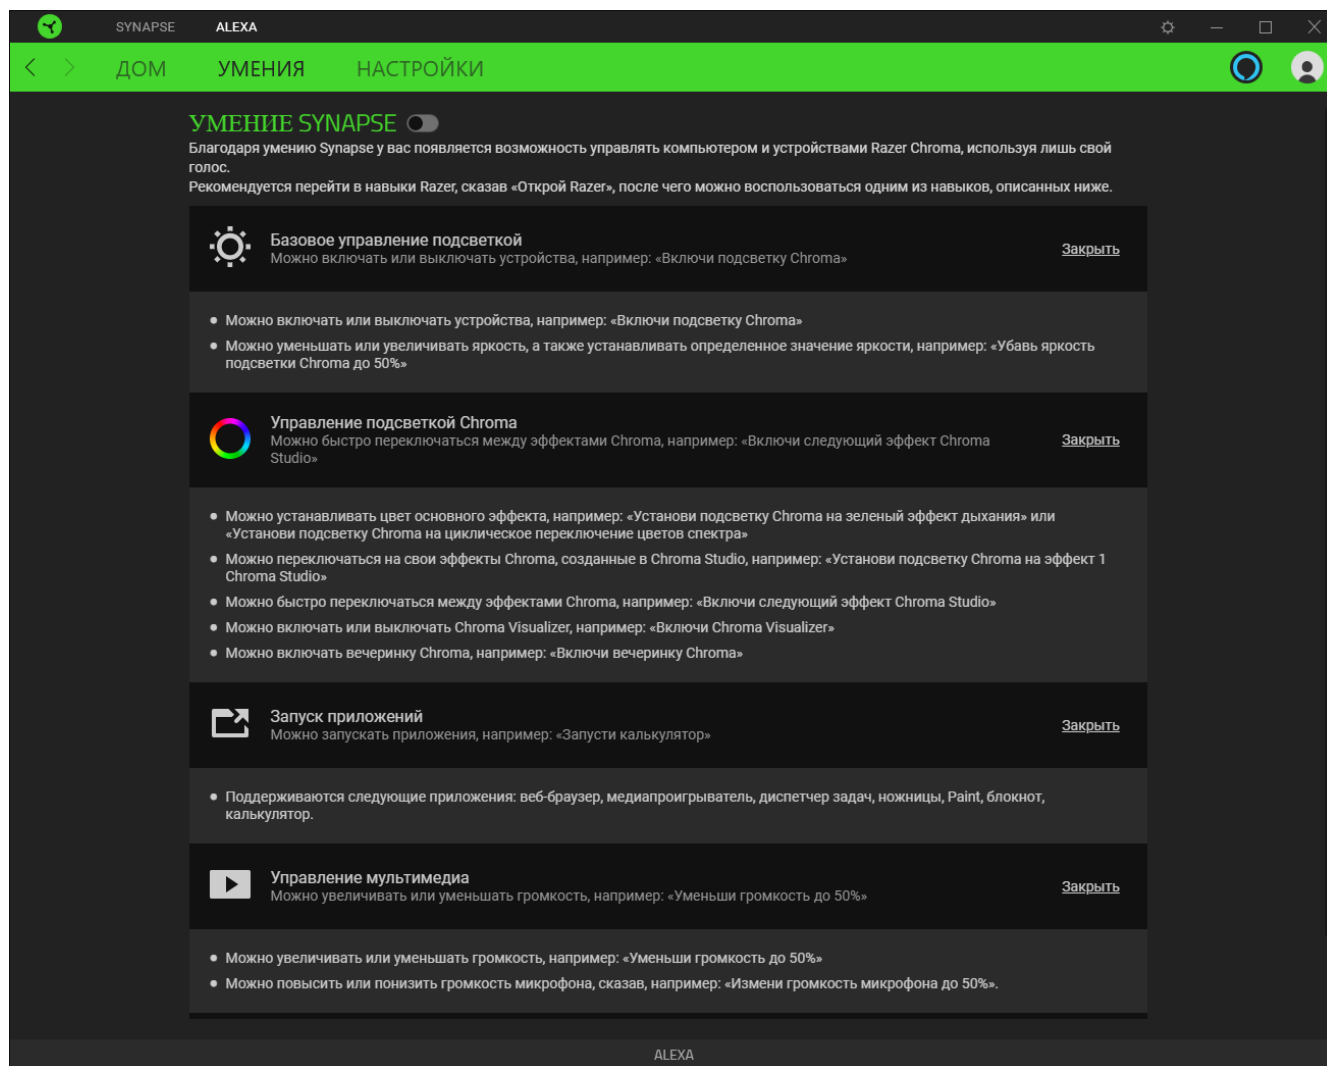 SYNAPSE ALEXA
ДОМ УМЕНИЯ НАСТРОЙКИ
УМЕНИЕ SYNAPSE
Благодаря умению Synapse у вас появляется возможность управлять компьютером и устройствами Razer Chroma, используя лишь свой
голос.
Рекомендуется перейти в навыки Razer, сказав «Открой Razer», после чего можно воспользоваться одним из навыков, описанных ниже.
Базовое управление подсветкой
Можно включать или выключать устройства, например: «Включи подсветку Chroma»
Закрыть
• Можно включать или выключать устройства, например: «Включи подсветку Chroma»
• Можно уменьшать или увеличивать яркость, а также устанавливать определенное значение яркости, например: «Убавь яркость
подсветки Chroma до 50%»
Управление подсветкой Chroma
Можно быстро переключаться между эффектами Chroma, например: «Включи следующий эффект Chroma
Studio»
Закрыть
• Можно устанавливать цвет основного эффекта, например: «Установи подсветку Chroma на зеленый эффект дыхания» или
«Установи подсветку Chroma на циклическое переключение цветов спектра»
• Можно переключаться на свои эффекты Chroma, созданные в Chroma Studio, например: «Установи подсветку Chroma на эффект 1
Chroma Studio»
• Можно быстро переключаться между эффектами Chroma, например: «Включи следующий эффект Chroma Studio»
• Можно включать или выключать Chroma Visualizer, например: «Включи Chroma Visualizer»
• Можно включать вечеринку Chroma, например: «Включи вечеринку Chroma»
Запуск приложений
Можно запускать приложения, например: «Запусти калькулятор»
Закрыть
• Поддерживаются следующие приложения: веб-браузер, медиапроигрыватель, диспетчер задач, ножницы, Paint, блокнот,
калькулятор.
Управление мультимедиа
Можно увеличивать или уменьшать громкость, например: «Уменьши громкость до 50%»
Закрыть
• Можно увеличивать или уменьшать громкость, например: «Уменьши громкость до 50%»
• Можно повысить или понизить громкость микрофона, сказав, например: «Измени громкость микрофона до 50%».
ALEXA